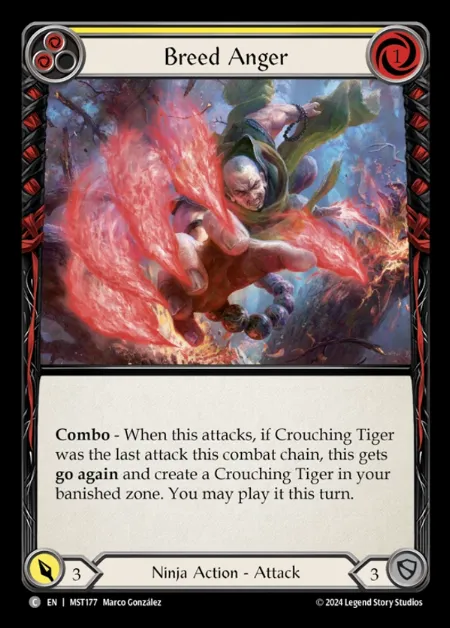 Breed Anger
1
Combo - When this attacks, if Crouching Tiger
was the last attack this combat chain, this gets
go again and create a Crouching Tiger in your
banished zone. You may play it this turn.
3
Ninja Action - Attack
3
C EN | MST177 Marco González
© 2024 Legend Story Studios